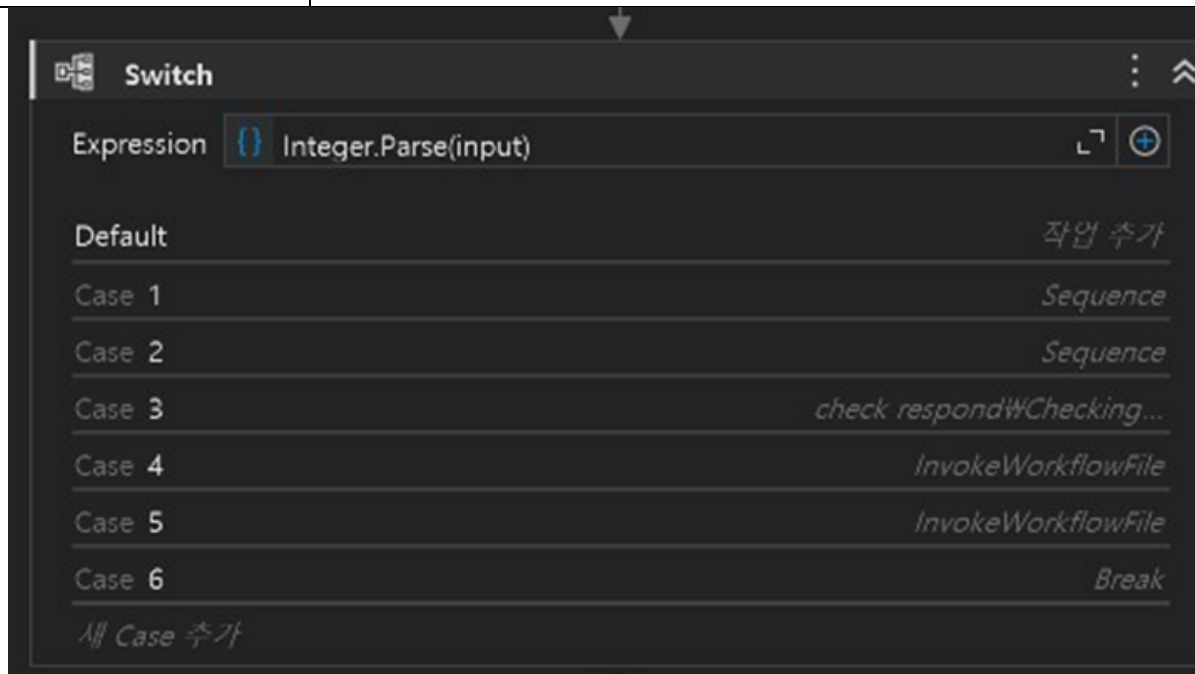 Switch
Expression {} Integer.Parse(input)
Default 작업 추가
Case 1 Sequence
Case 2 Sequence
Case 3 check respond₩Checking...
Case 4 InvokeWorkflowFile
Case 5 InvokeWorkflowFile
Case 6 Break
새 Case 추가